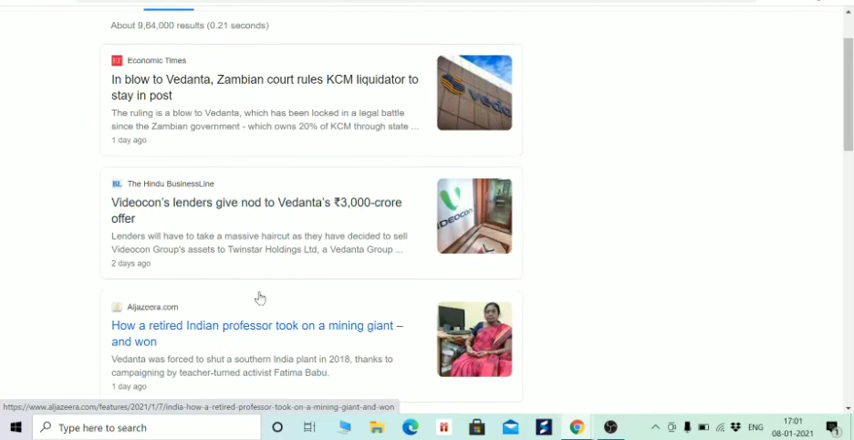 About 9,64,000 results (0.21 seconds)
ET Economic Times
In blow to Vedanta, Zambian court rules KCM liquidator to
stay in post
The ruling is a blow to Vedanta, which has been locked in a legal battle
since the Zambian government - which owns 20% of KCM through state ...
1 day ago
veda
BL The Hindu BusinessLine
Videocon's lenders give nod to Vedanta's ₹3,000-crore
offer
Lenders will have to take a massive haircut as they have decided to sell
Videocon Group's assets to Twinstar Holdings Ltd, a Vedanta Group ...
2 days ago
VIDEOCON
Aljazeera.com
How a retired Indian professor took on a mining giant –
and won
Vedanta was forced to shut a southern India plant in 2018, thanks to
campaigning by teacher-turned activist Fatima Babu.
1 day ago
https://www.aljazeera.com/features/2021/1/7/india-how-a-retired-professor-took-on-a-mining-giant-and-won
Type here to search
ENG
17:01
08-01-2021
1